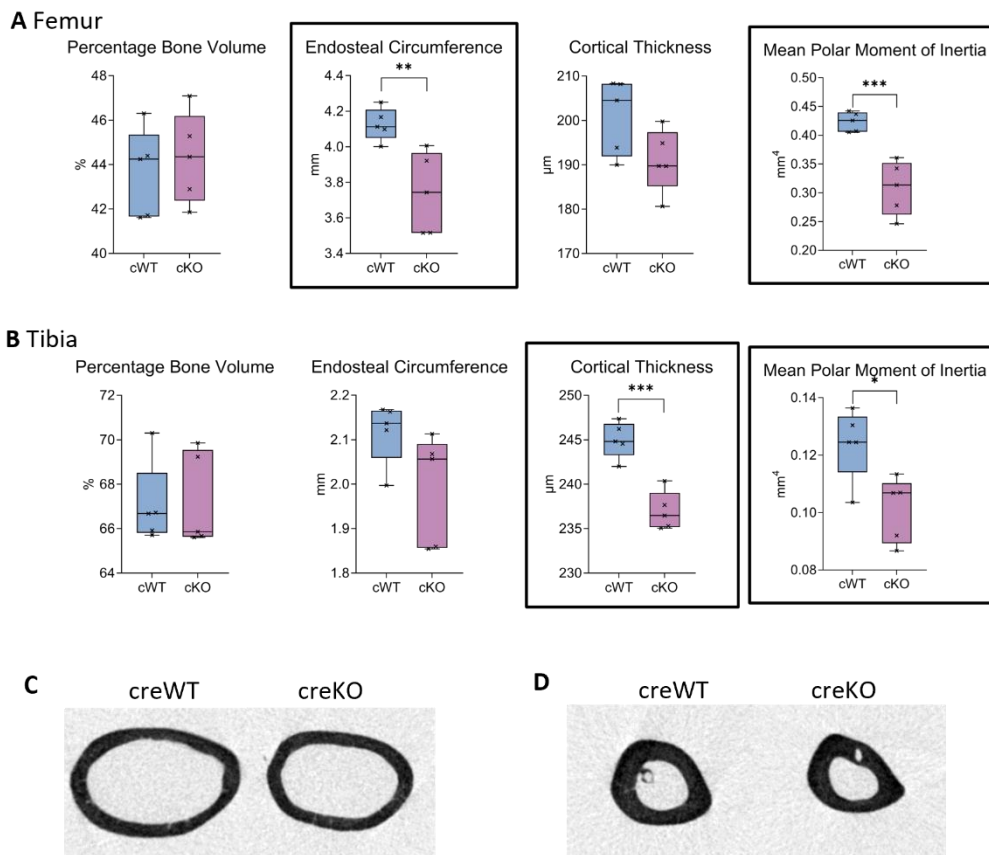 A Femur
Percentage Bone Volume
48
46
44
42
40
%
cWT cKO
Endosteal Circumference
**
4.4
4.2
4.0
3.8
3.6
3.4
mm
cWT cKO
Cortical Thickness
210
200
190
180
170
µm
cWT cKO
Mean Polar Moment of Inertia
***
0.50
0.45
0.40
0.35
0.30
0.25
0.20
mm⁴
cWT cKO
B Tibia
Percentage Bone Volume
72
70
68
66
64
%
cWT cKO
Endosteal Circumference
2.2
2.1
2.0
1.9
1.8
mm
cWT cKO
Cortical Thickness
***
250
245
240
235
230
µm
cWT cKO
Mean Polar Moment of Inertia
*
0.14
0.12
0.10
0.08
mm⁴
cWT cKO
C
creWT creKO
D
creWT creKO